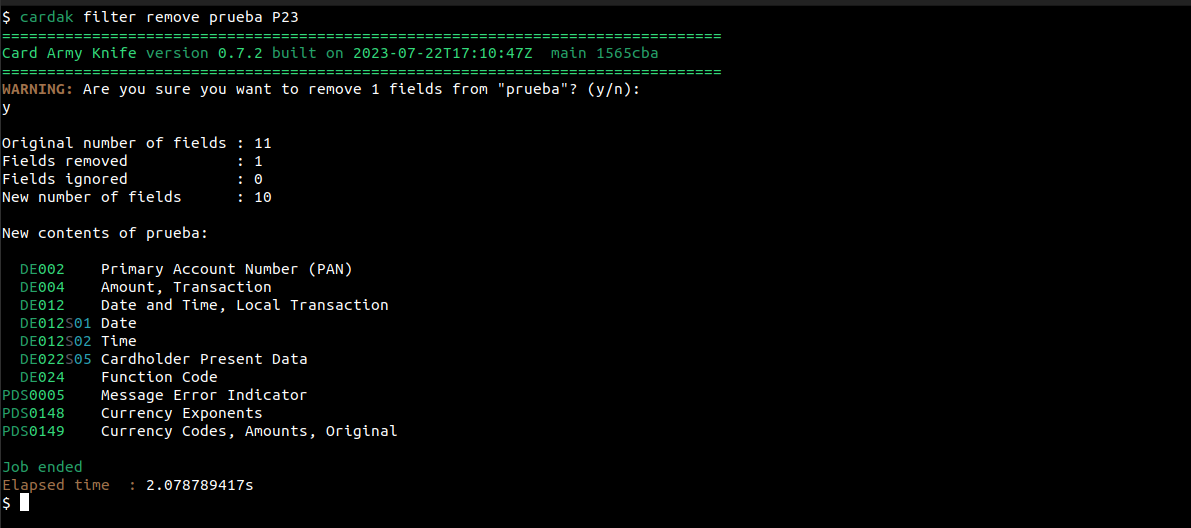 $ cardak filter remove prueba P23
================================================================================
Card Army Knife version 0.7.2 built on 2023-07-22T17:10:47Z  main 1565cba
================================================================================
WARNING: Are you sure you want to remove 1 fields from "prueba"? (y/n):
y

Original number of fields : 11
Fields removed            : 1
Fields ignored            : 0
New number of fields      : 10

New contents of prueba:

  DE002    Primary Account Number (PAN)
  DE004    Amount, Transaction
  DE012    Date and Time, Local Transaction
  DE012S01 Date
  DE012S02 Time
  DE022S05 Cardholder Present Data
  DE024    Function Code
PDS0005    Message Error Indicator
PDS0148    Currency Exponents
PDS0149    Currency Codes, Amounts, Original

Job ended
Elapsed time  : 2.078789417s
$